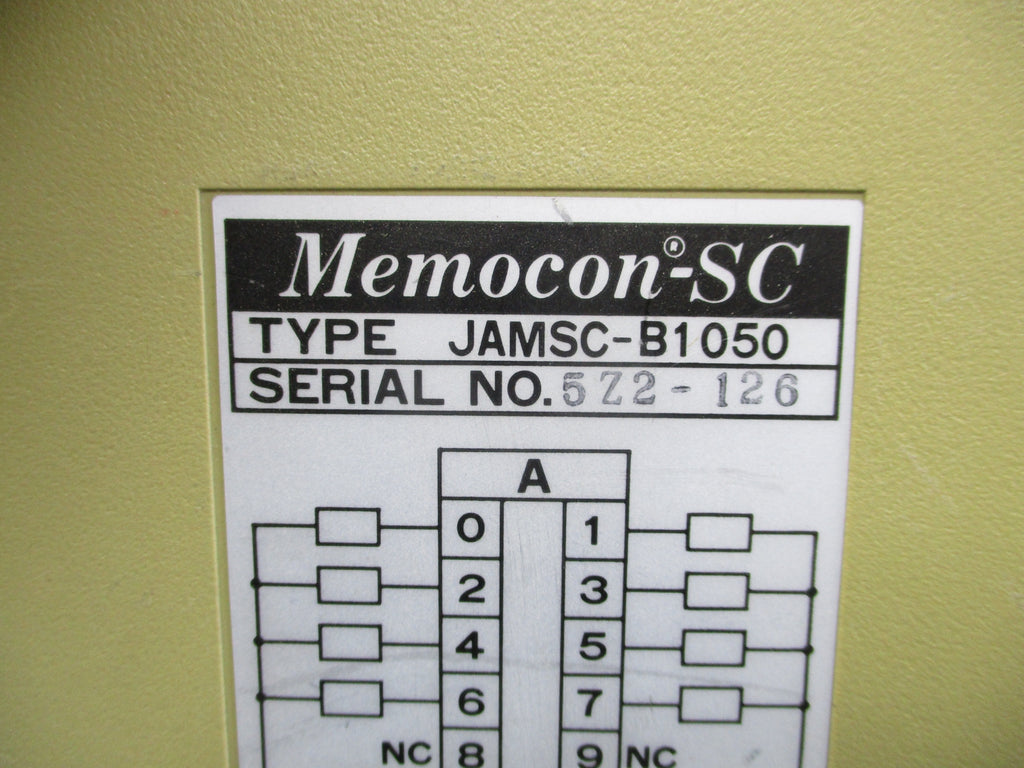 Memocon®-SC
TYPE JAMSC-B1050
SERIAL NO. 5Z2-126
A
0 1
2 3
4 5
6 7
NC 8 9 NC